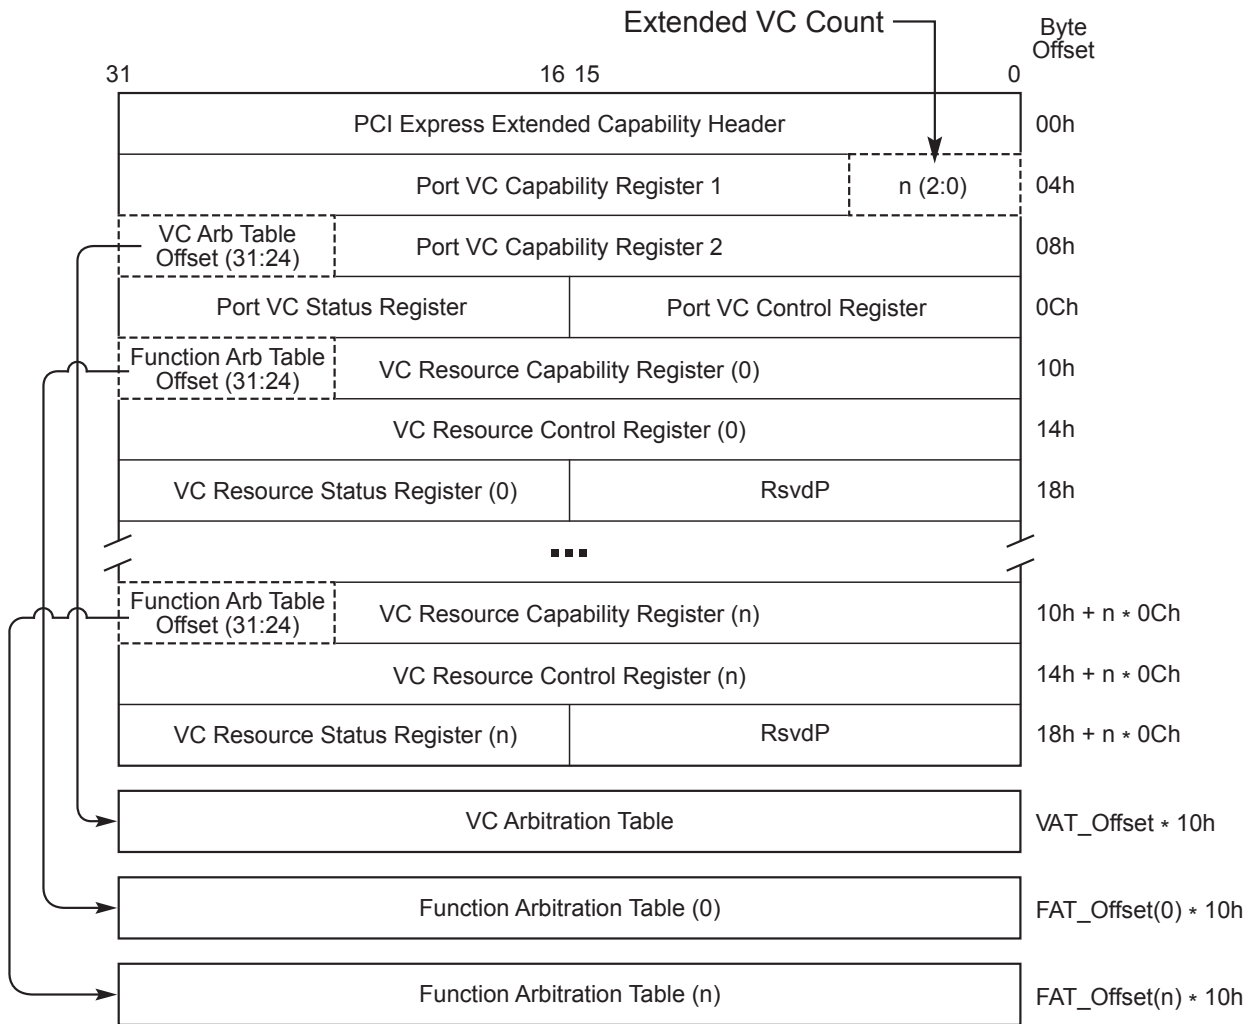 Extended VC Count
Byte
Offset
31 16 15 0
PCI Express Extended Capability Header 00h
Port VC Capability Register 1 n (2:0) 04h
VC Arb Table
Offset (31:24) Port VC Capability Register 2 08h
Port VC Status Register Port VC Control Register 0Ch
Function Arb Table
Offset (31:24) VC Resource Capability Register (0) 10h
VC Resource Control Register (0) 14h
VC Resource Status Register (0) RsvdP 18h
...
Function Arb Table
Offset (31:24) VC Resource Capability Register (n) 10h + n * 0Ch
VC Resource Control Register (n) 14h + n * 0Ch
VC Resource Status Register (n) RsvdP 18h + n * 0Ch
VC Arbitration Table VAT_Offset * 10h
Function Arbitration Table (0) FAT_Offset(0) * 10h
Function Arbitration Table (n) FAT_Offset(n) * 10h